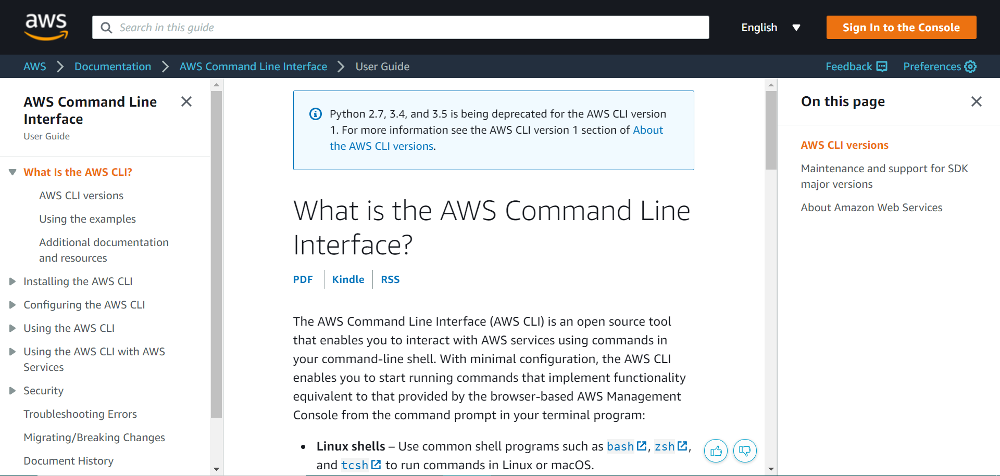 aws
Search in this guide
English
Sign In to the Console
AWS
Documentation
AWS Command Line Interface
User Guide
Feedback
Preferences
AWS Command Line
Interface
User Guide
What Is the AWS CLI?
AWS CLI versions
Using the examples
Additional documentation
and resources
Installing the AWS CLI
Configuring the AWS CLI
Using the AWS CLI
Using the AWS CLI with AWS
Services
Security
Troubleshooting Errors
Migrating/Breaking Changes
Document History
Python 2.7, 3.4, and 3.5 is being deprecated for the AWS CLI version
1. For more information see the AWS CLI version 1 section of About
the AWS CLI versions.
What is the AWS Command Line
Interface?
PDF
Kindle
RSS
The AWS Command Line Interface (AWS CLI) is an open source tool
that enables you to interact with AWS services using commands in
your command-line shell. With minimal configuration, the AWS CLI
enables you to start running commands that implement functionality
equivalent to that provided by the browser-based AWS Management
Console from the command prompt in your terminal program:
• Linux shells – Use common shell programs such as bash, zsh,
and tcsh to run commands in Linux or macOS.
On this page
AWS CLI versions
Maintenance and support for SDK
major versions
About Amazon Web Services